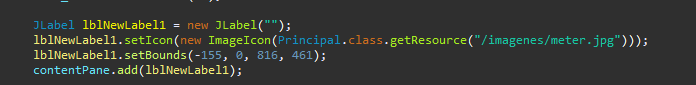 JLabel lblNewLabel1 = new JLabel("");
lblNewLabel1.setIcon(new ImageIcon(Principal.class.getResource("/imagenes/meter.jpg")));
lblNewLabel1.setBounds(-155, 0, 816, 461);
contentPane.add(lblNewLabel1);